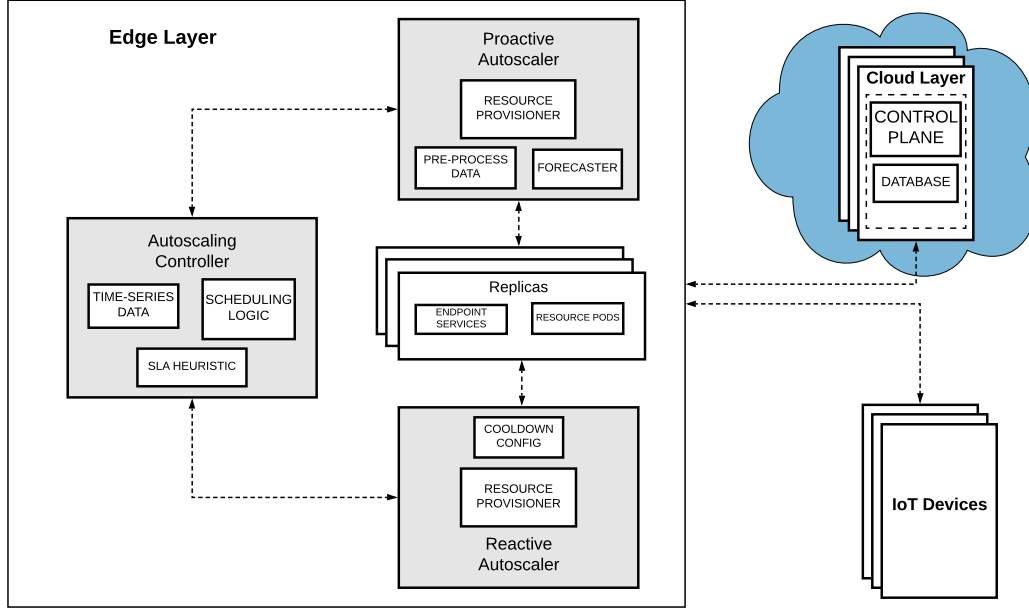 Edge Layer
Proactive
Autoscaler
RESOURCE
PROVISIONER
PRE-PROCESS
DATA
FORECASTER
Autoscaling
Controller
TIME-SERIES
DATA
SCHEDULING
LOGIC
SLA HEURISTIC
Replicas
ENDPOINT
SERVICES
RESOURCE PODS
COOLDOWN
CONFIG
RESOURCE
PROVISIONER
Reactive
Autoscaler
Cloud Layer
CONTROL
PLANE
DATABASE
IoT Devices